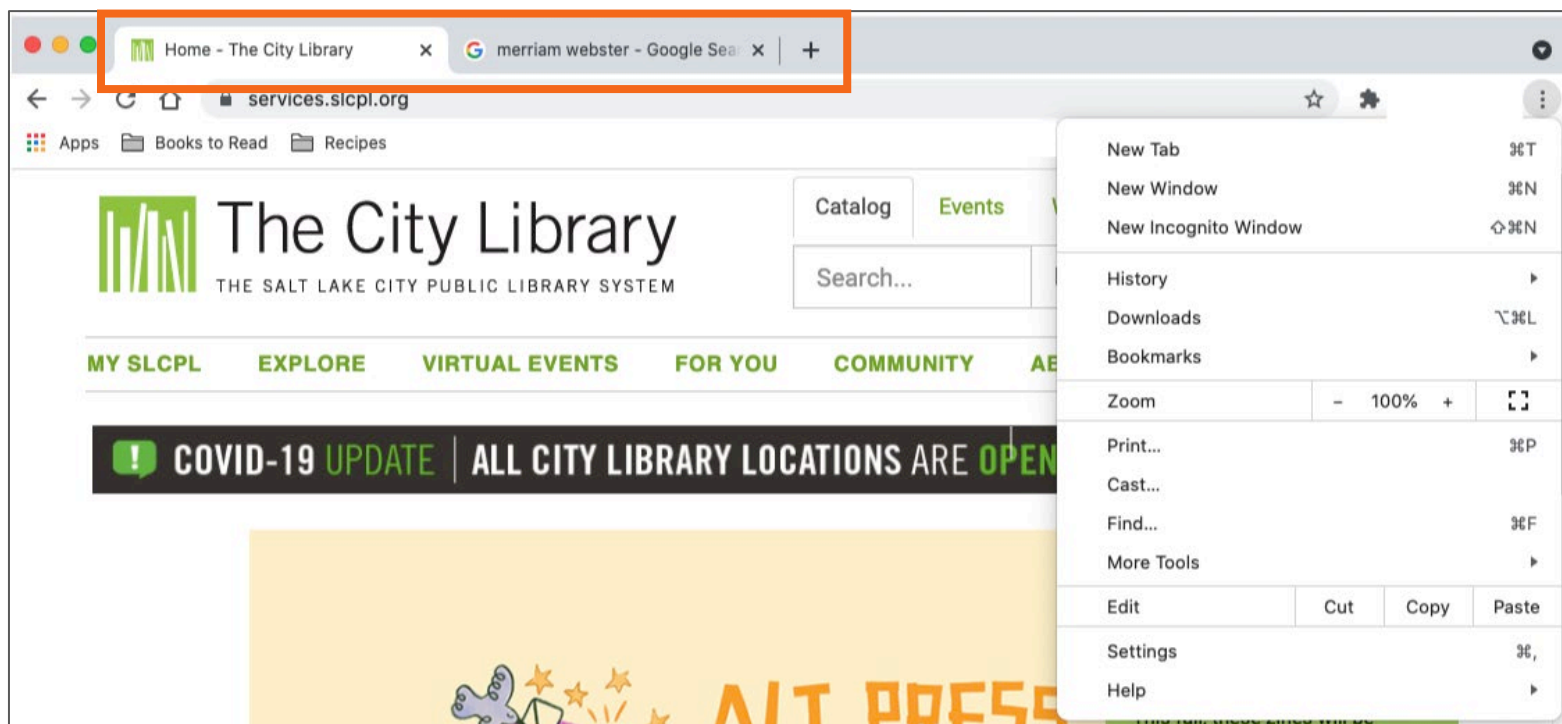 Home - The City Library
merriam webster - Google Sea
services.slcpl.org
Apps Books to Read Recipes
The City Library
THE SALT LAKE CITY PUBLIC LIBRARY SYSTEM
Catalog Events
Search...
MY SLCPL EXPLORE VIRTUAL EVENTS FOR YOU COMMUNITY
COVID-19 UPDATE ALL CITY LIBRARY LOCATIONS ARE OPEN
ALT PRESS
New Tab ⌘T
New Window ⌘N
New Incognito Window ⇧⌘N
History
Downloads ⌥⌘L
Bookmarks
Zoom - 100% +
Print... ⌘P
Cast...
Find... ⌘F
More Tools
Edit Cut Copy Paste
Settings ⌘,
Help